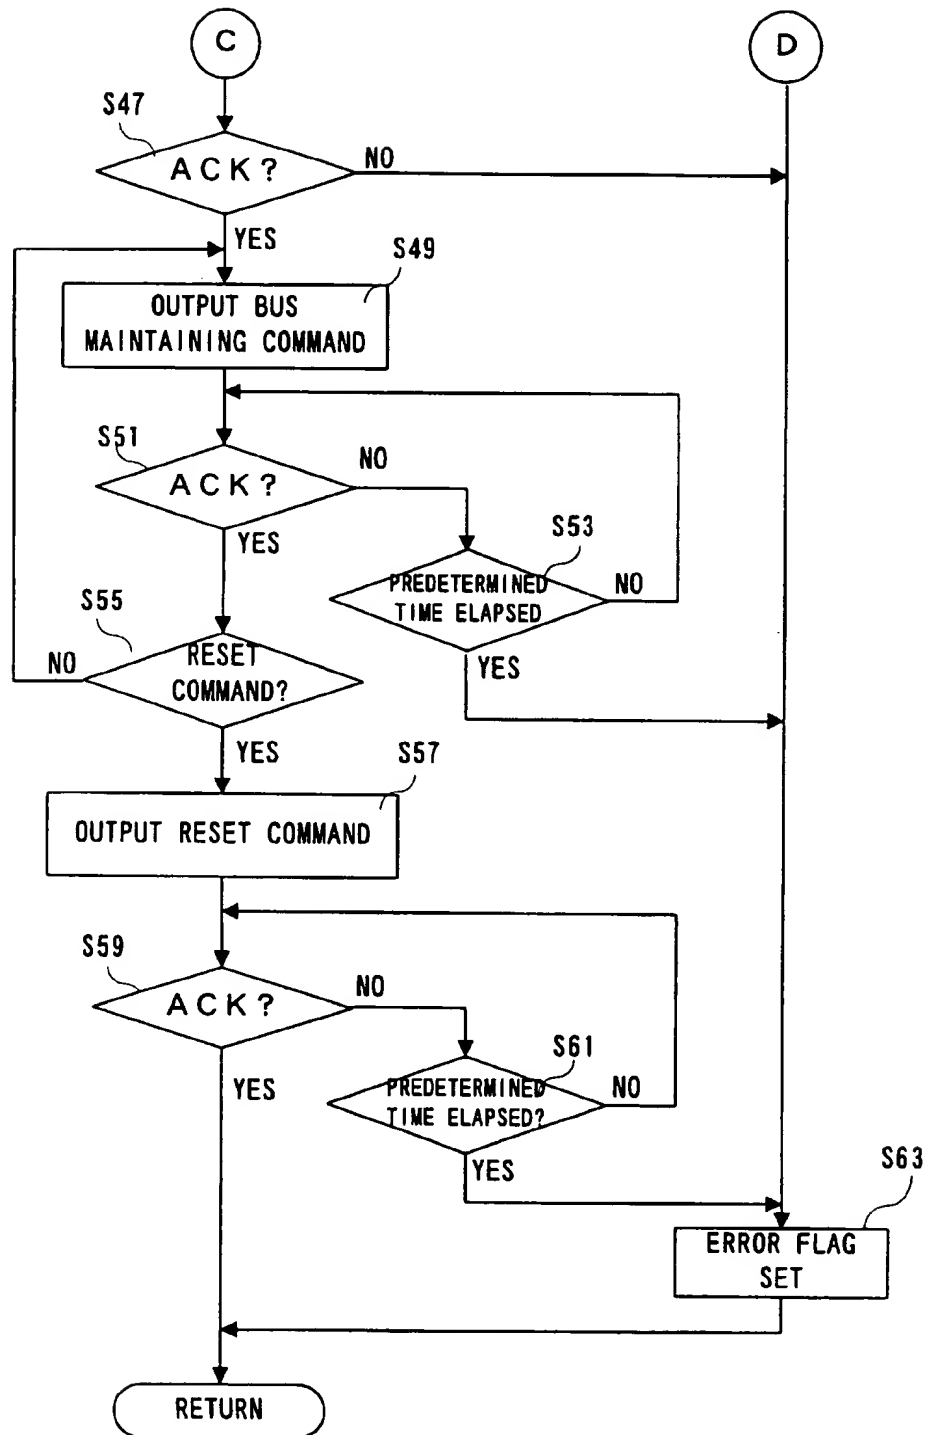 C
D
S47
ACK?
NO
YES
S49
OUTPUT BUS
MAINTAINING COMMAND
S51
ACK?
NO
YES
S53
PREDETERMINED
TIME ELAPSED
NO
YES
S55
RESET
COMMAND?
NO
YES
S57
OUTPUT RESET COMMAND
S59
ACK?
NO
YES
S61
PREDETERMINED
TIME ELAPSED?
NO
YES
S63
ERROR FLAG
SET
RETURN